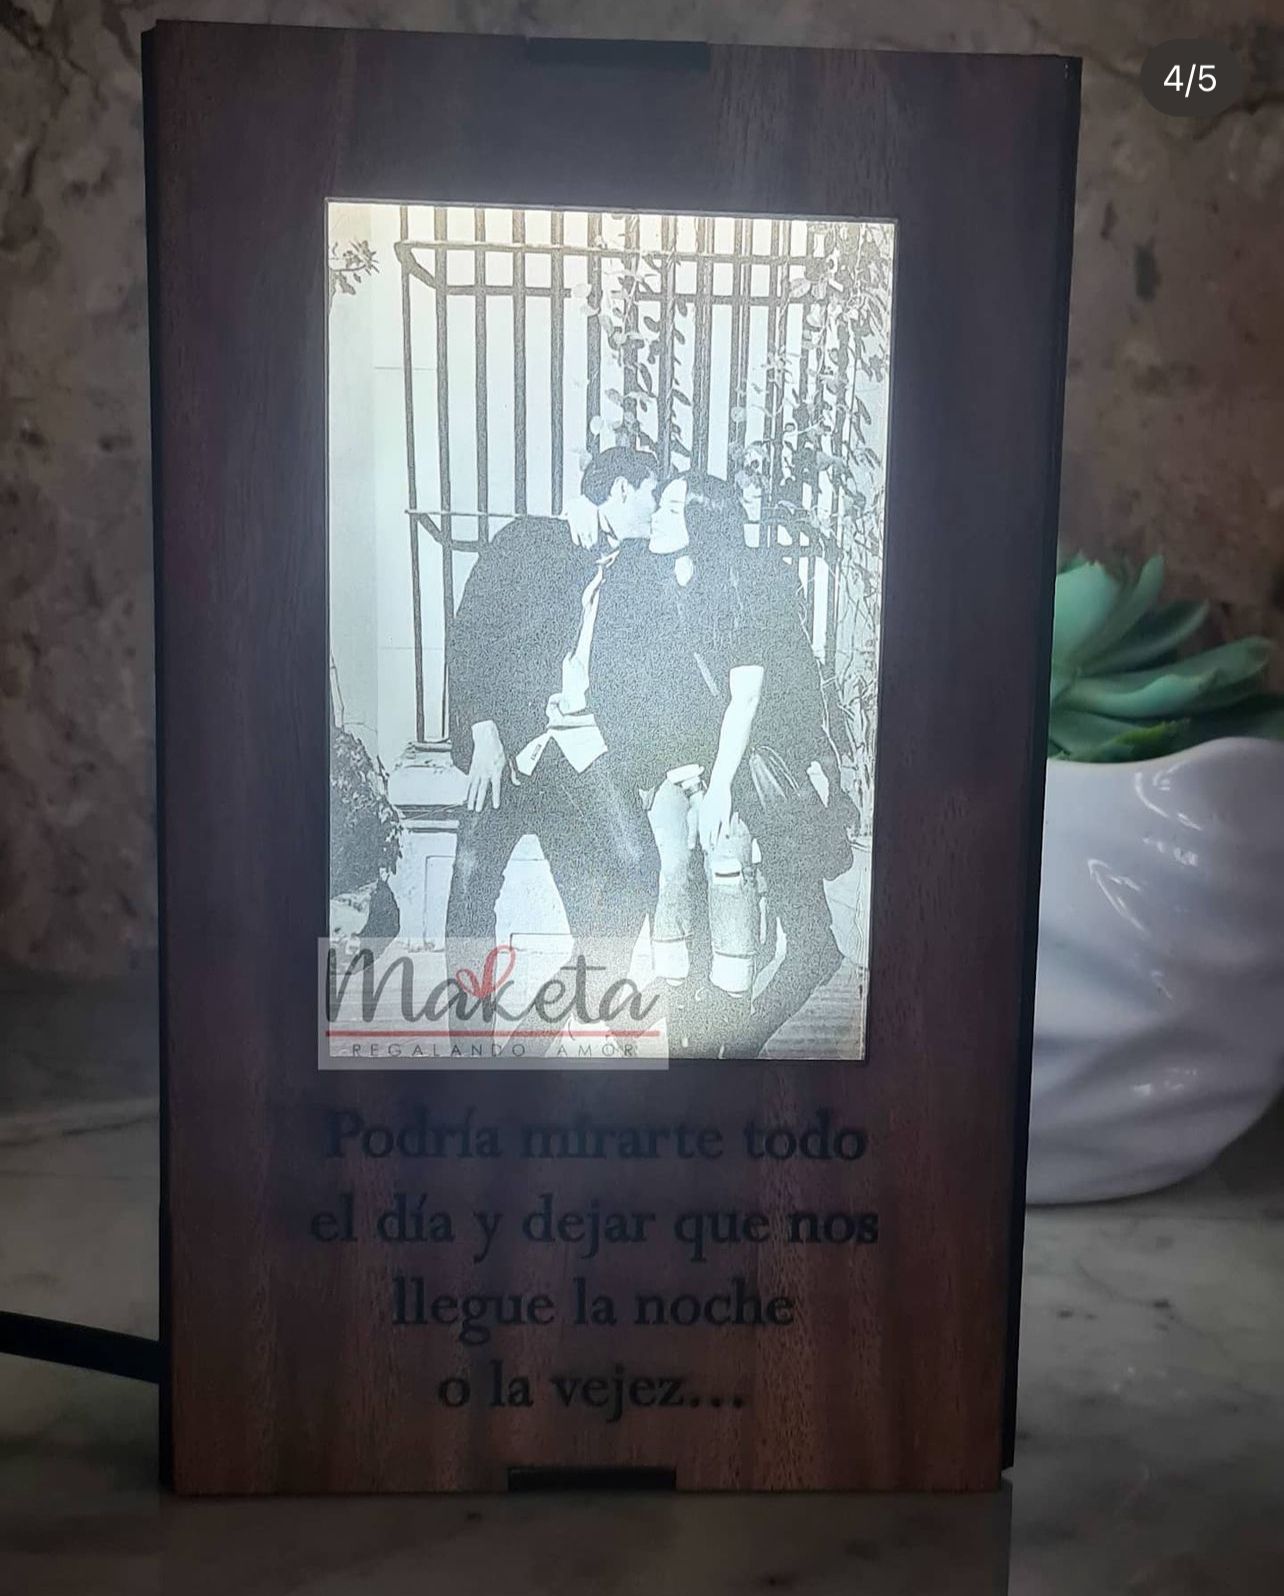 4/5
Maketa
REGALANDO AMOR
Podría mirarte todo
el día y dejar que nos
llegue la noche
o la vejez...